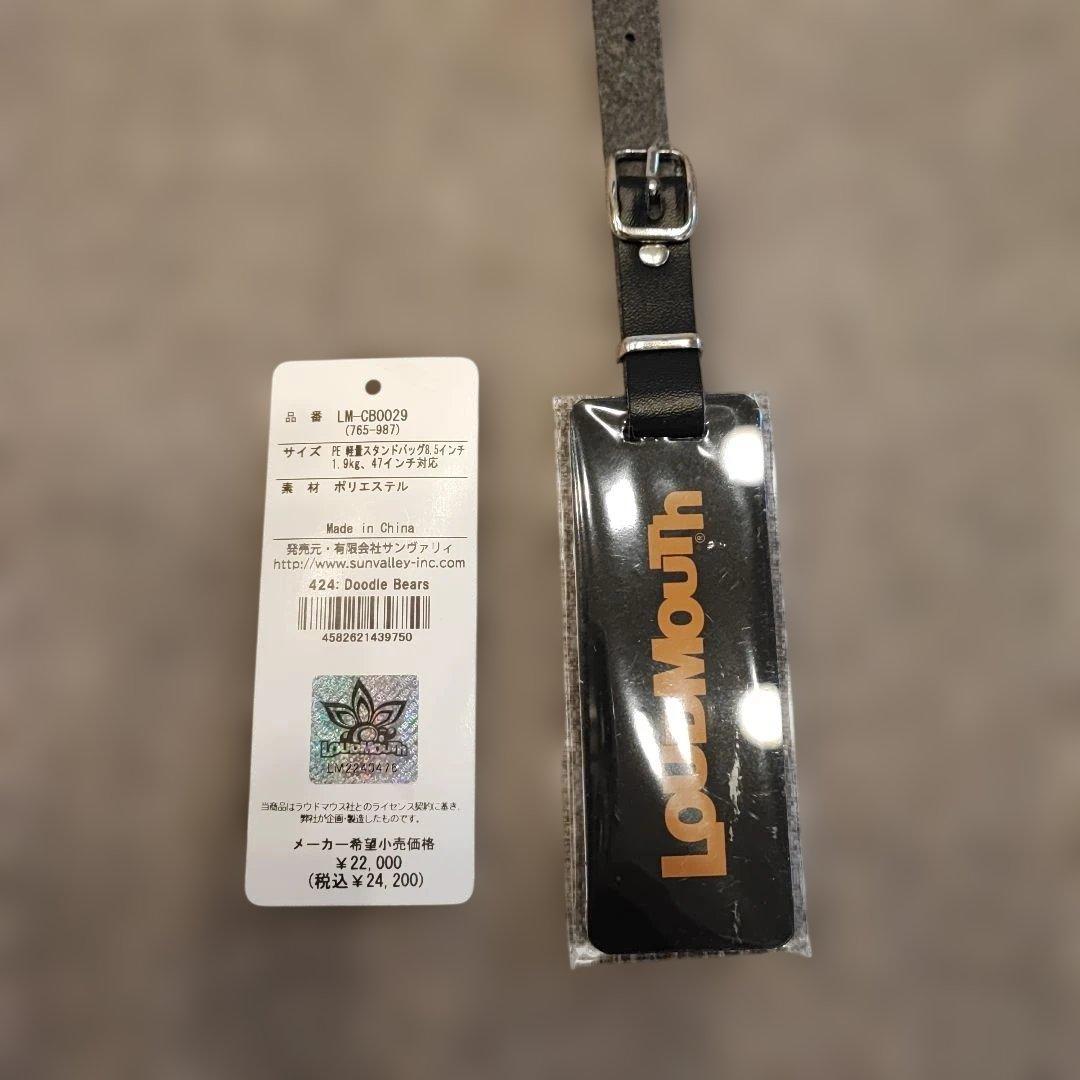 品 番 LM-CB0029
(765-987)
サイズ PE 軽量スタンドバッグ8.5インチ
1.9kg、47インチ対応
素 材 ポリエステル
Made in China
発売元・有限会社サンヴァリィ
http://www.sunvalley-inc.com
424: Doodle Bears
4582621439750
LOUDMOUTH
当商品はラウドマウス社とのライセンス契約に基き、
弊社が企画・製造したものです。
メーカー希望小売価格
￥22,000
(税込￥24,200)
LOUDMOUTH®